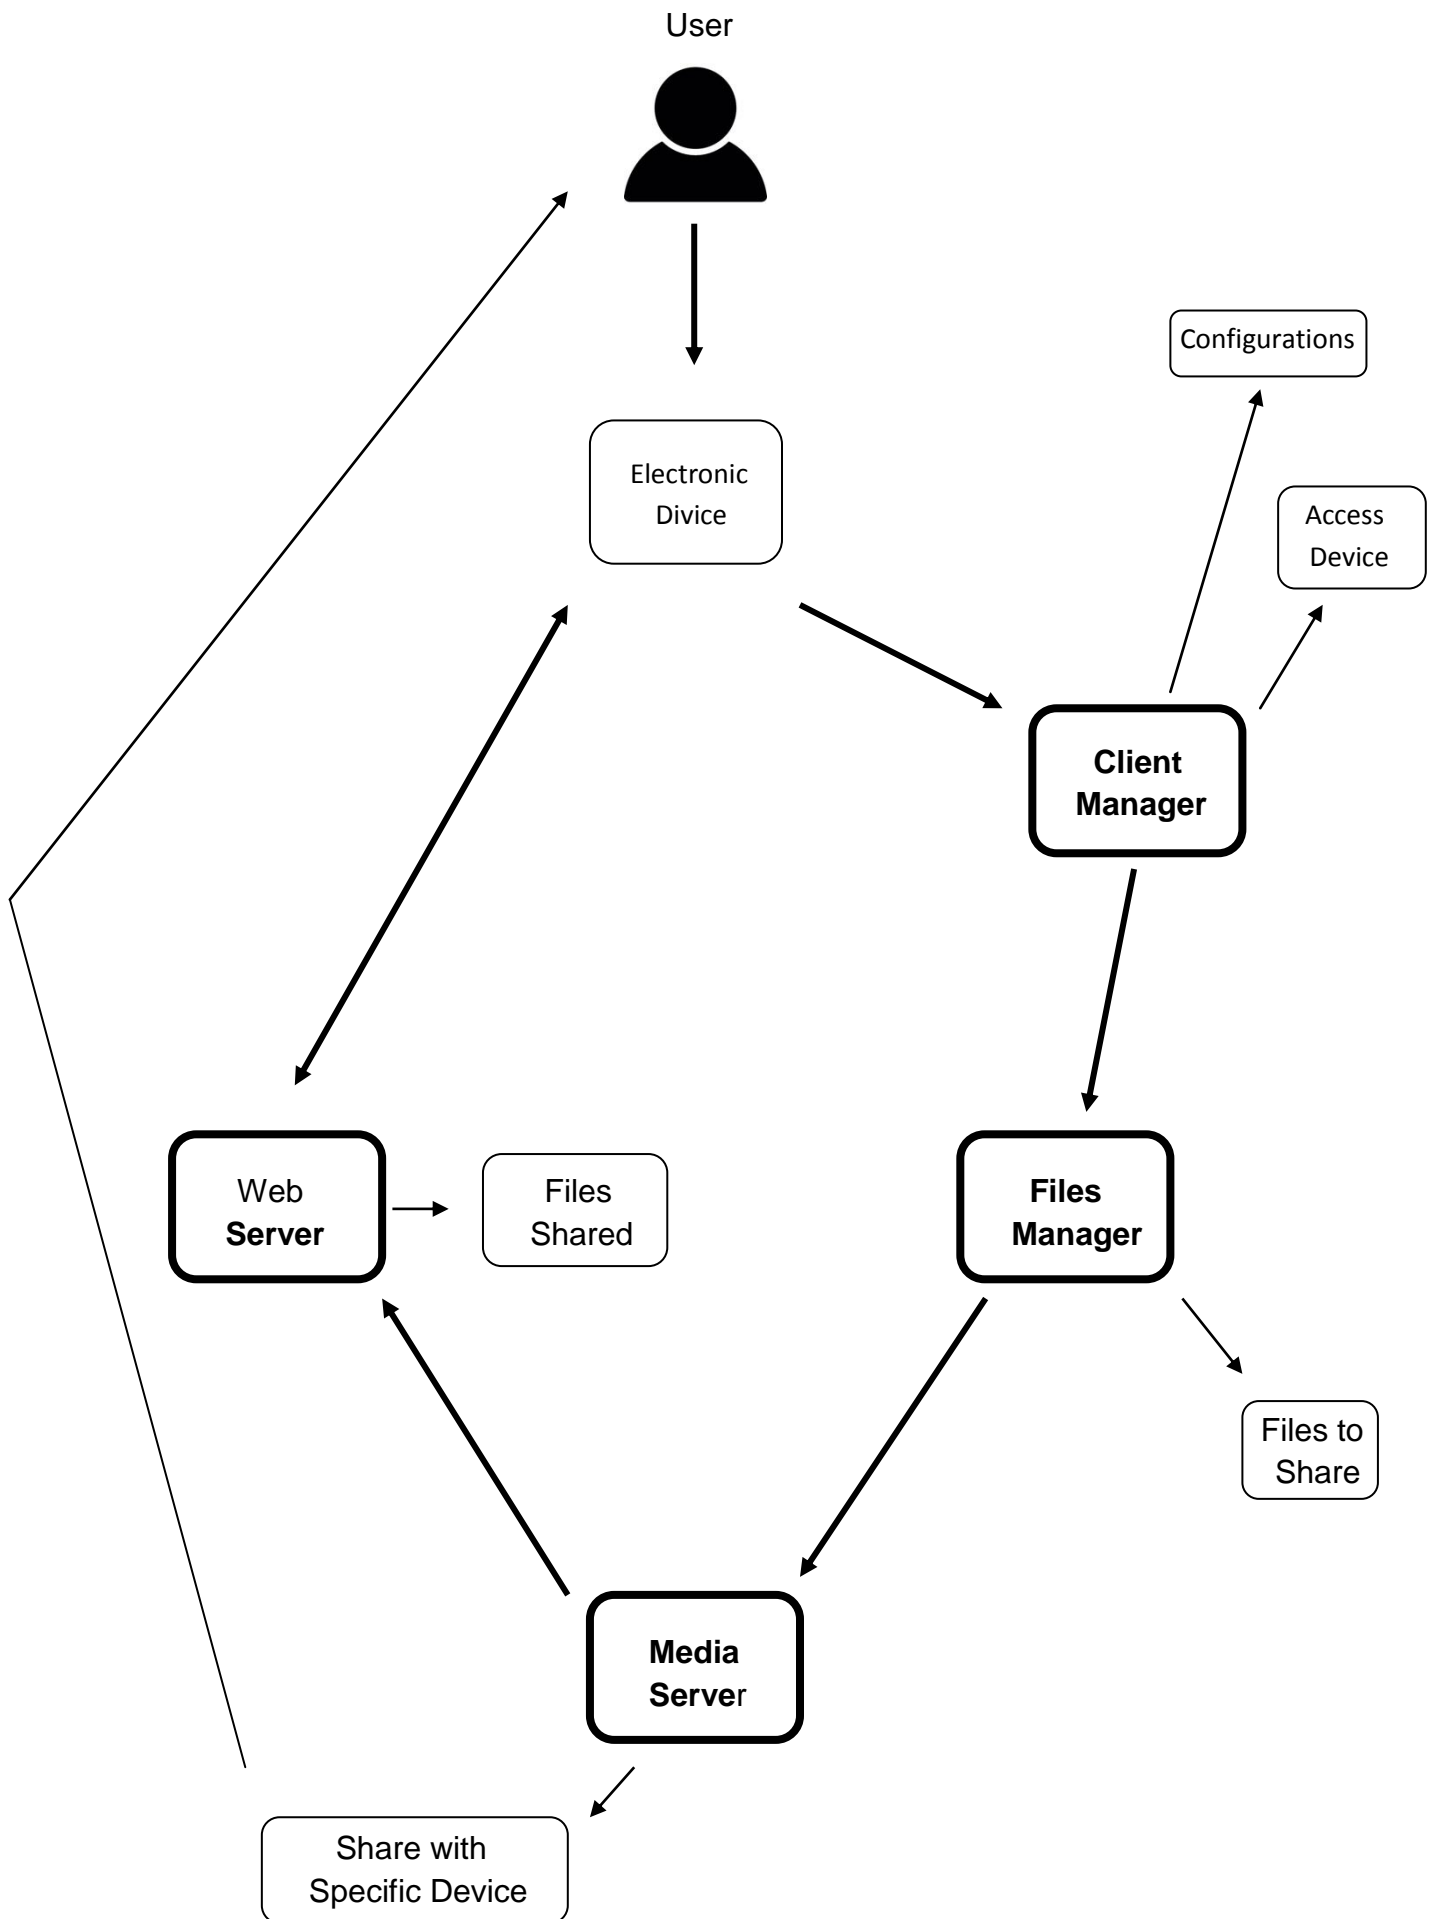 User
Configurations
Electronic
Divice
Access
Device
Client
Manager
Web
Server
Files
Shared
Files
Manager
Files to
Share
Media
Server
Share with
Specific Device